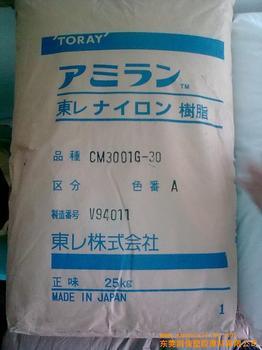 'TORAY'
アミラン™
東レ ナイロン 樹脂
品種 CM3001G-30
区分 色番 A
製造番号 V94011
東レ株式会社
正味 25kg
MADE IN JAPAN
1